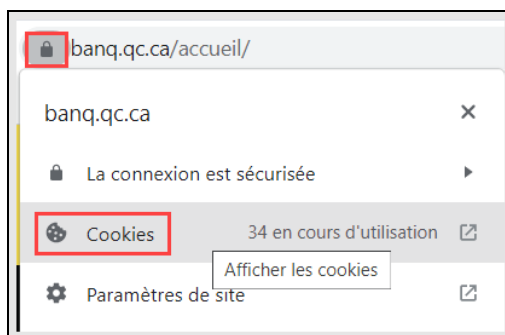 banq.qc.ca/accueil/
banq.qc.ca
La connexion est sécurisée
Cookies 34 en cours d'utilisation
Afficher les cookies
Paramètres de site